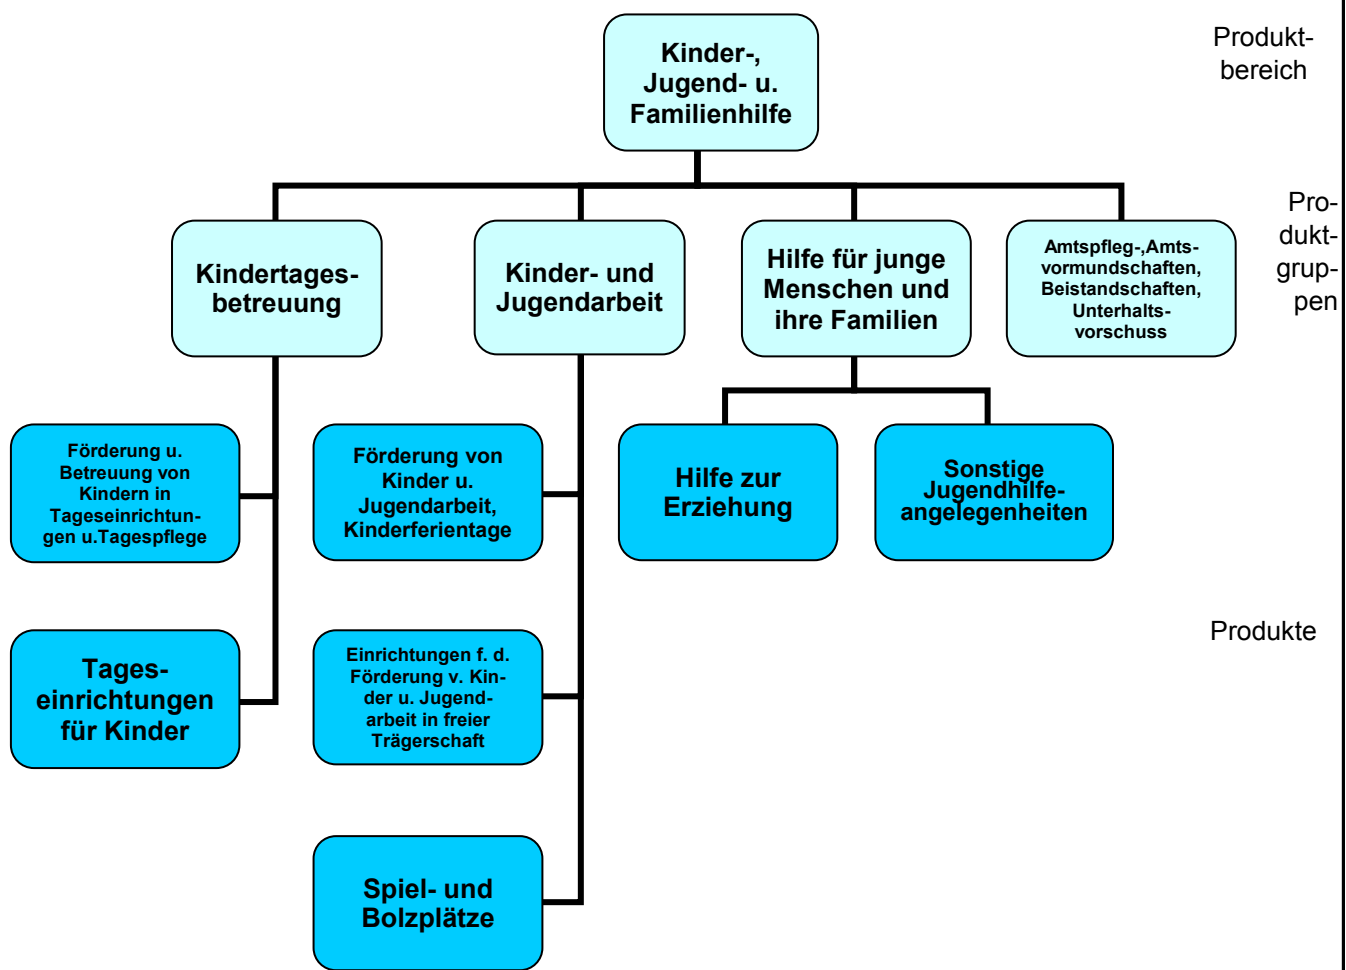 Kinder-,
Jugend- u.
Familienhilfe
Produkt-
bereich
Kindertages-
betreuung
Kinder- und
Jugendarbeit
Hilfe für junge
Menschen und
ihre Familien
Amtspfleg-,Amts-
vormundschaften,
Beistandschaften,
Unterhalts-
vorschuss
Pro-
dukt-
grup-
pen
Förderung u.
Betreuung von
Kindern in
Tageseinrichtun-
gen u.Tagespflege
Förderung von
Kinder u.
Jugendarbeit,
Kinderferientage
Hilfe zur
Erziehung
Sonstige
Jugendhilfe-
angelegenheiten
Tages-
einrichtungen
für Kinder
Einrichtungen f. d.
Förderung v. Kin-
der u. Jugend-
arbeit in freier
Trägerschaft
Produkte
Spiel- und
Bolzplätze